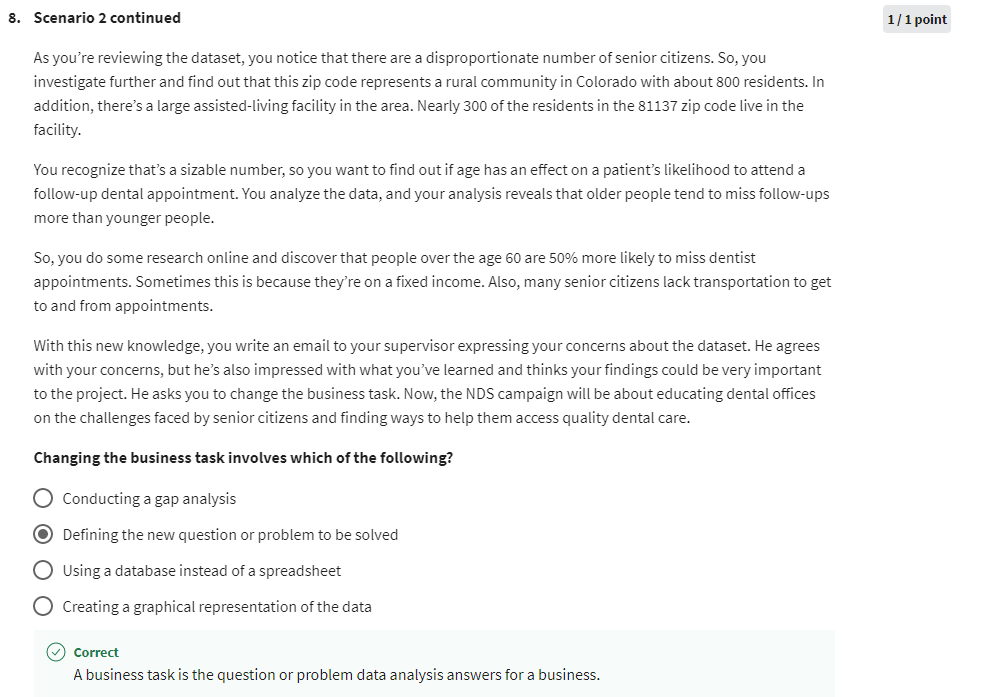 8. Scenario 2 continued
1 / 1 point
As you're reviewing the dataset, you notice that there are a disproportionate number of senior citizens. So, you
investigate further and find out that this zip code represents a rural community in Colorado with about 800 residents. In
addition, there's a large assisted-living facility in the area. Nearly 300 of the residents in the 81137 zip code live in the
facility.
You recognize that's a sizable number, so you want to find out if age has an effect on a patient's likelihood to attend a
follow-up dental appointment. You analyze the data, and your analysis reveals that older people tend to miss follow-ups
more than younger people.
So, you do some research online and discover that people over the age 60 are 50% more likely to miss dentist
appointments. Sometimes this is because they're on a fixed income. Also, many senior citizens lack transportation to get
to and from appointments.
With this new knowledge, you write an email to your supervisor expressing your concerns about the dataset. He agrees
with your concerns, but he's also impressed with what you've learned and thinks your findings could be very important
to the project. He asks you to change the business task. Now, the NDS campaign will be about educating dental offices
on the challenges faced by senior citizens and finding ways to help them access quality dental care.
Changing the business task involves which of the following?
Conducting a gap analysis
Defining the new question or problem to be solved
Using a database instead of a spreadsheet
Creating a graphical representation of the data
Correct
A business task is the question or problem data analysis answers for a business.